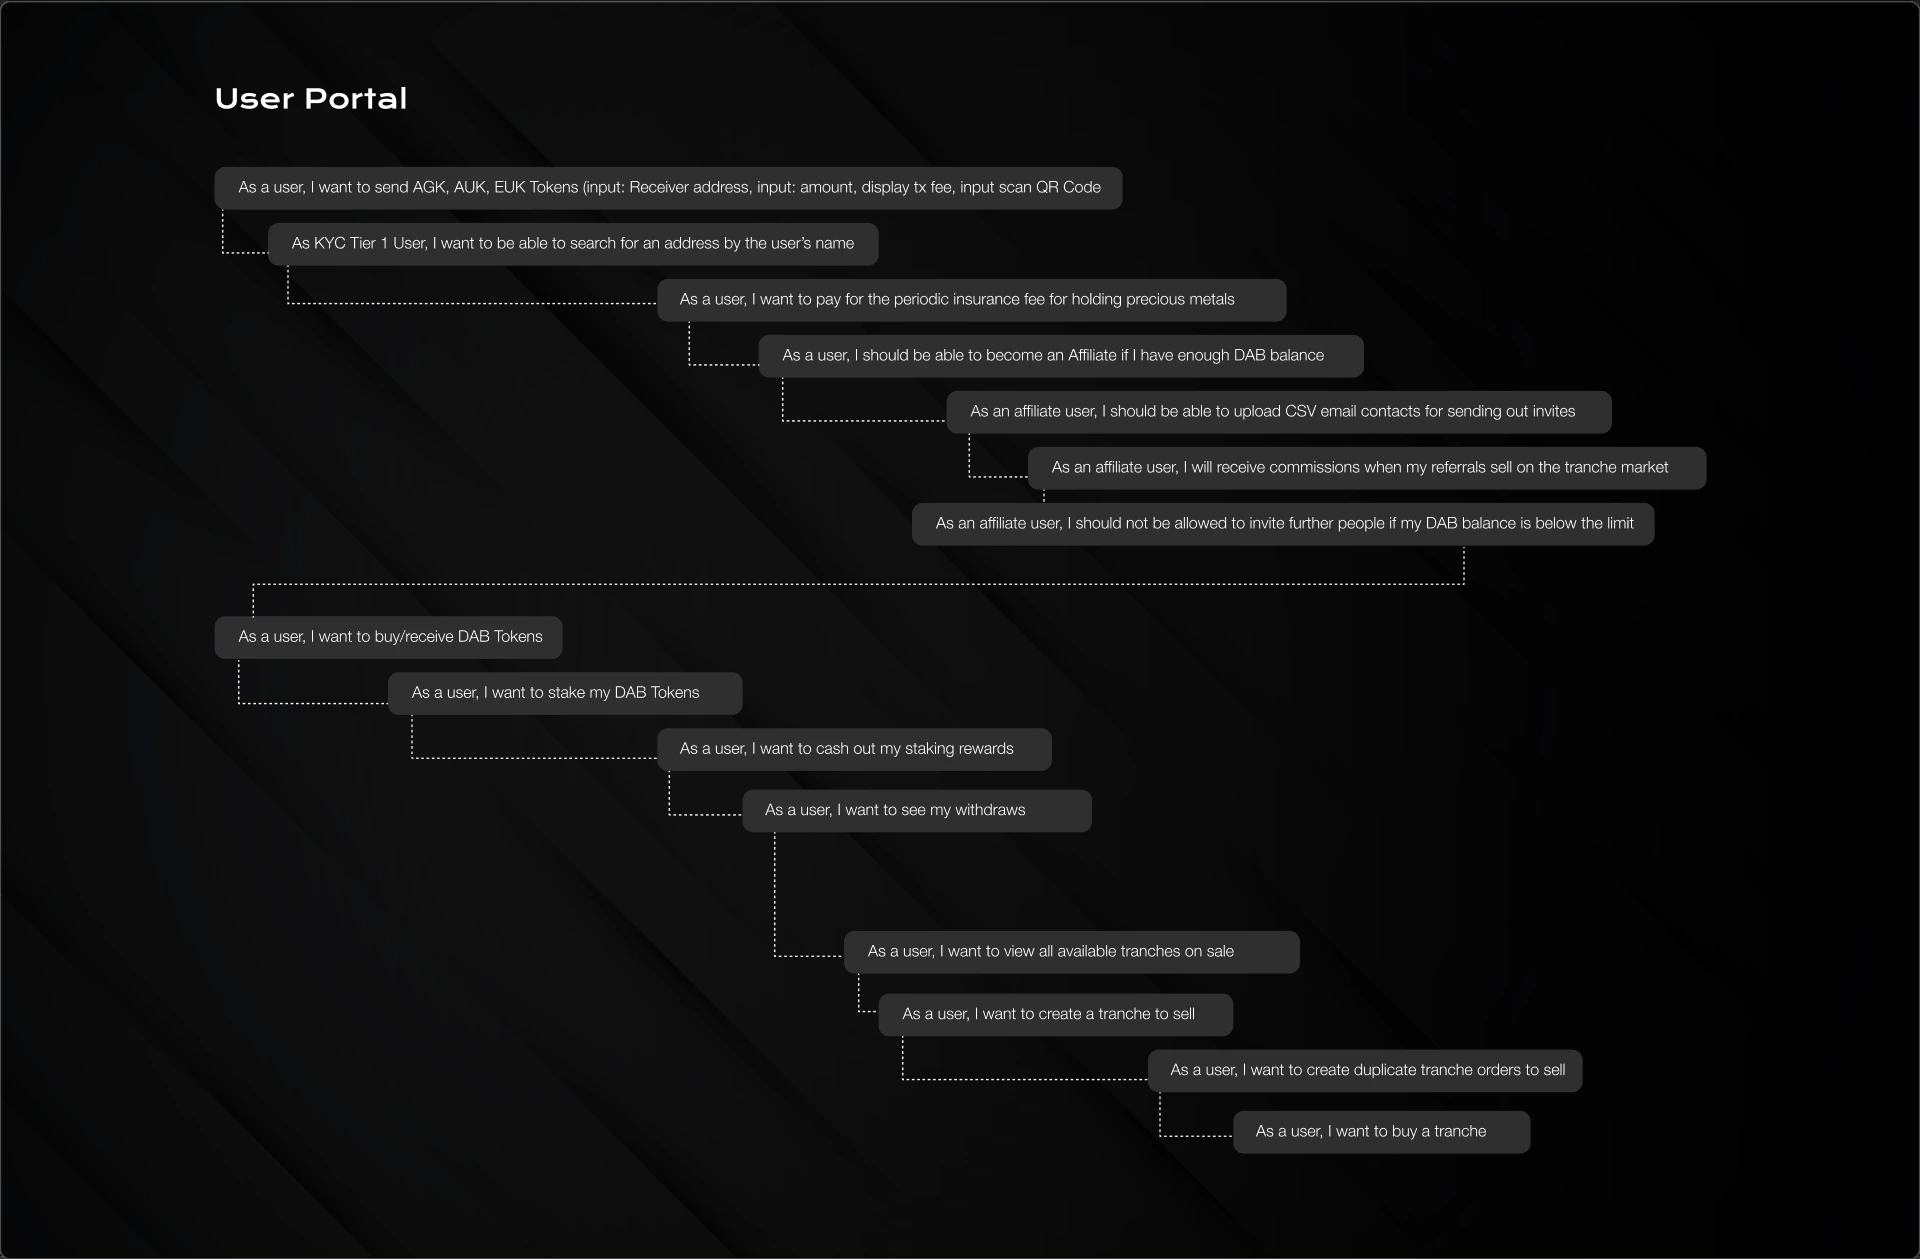 User Portal
As a user, I want to send AGK, AUK, EUK Tokens (input: Receiver address, input: amount, display tx fee, input scan QR Code
As KYC Tier 1 User, I want to be able to search for an address by the user’s name
As a user, I want to pay for the periodic insurance fee for holding precious metals
As a user, I should be able to become an Affiliate if I have enough DAB balance
As an affiliate user, I should be able to upload CSV email contacts for sending out invites
As an affiliate user, I will receive commissions when my referrals sell on the tranche market
As an affiliate user, I should not be allowed to invite further people if my DAB balance is below the limit
As a user, I want to buy/receive DAB Tokens
As a user, I want to stake my DAB Tokens
As a user, I want to cash out my staking rewards
As a user, I want to see my withdraws
As a user, I want to view all available tranches on sale
As a user, I want to create a tranche to sell
As a user, I want to create duplicate tranche orders to sell
As a user, I want to buy a tranche